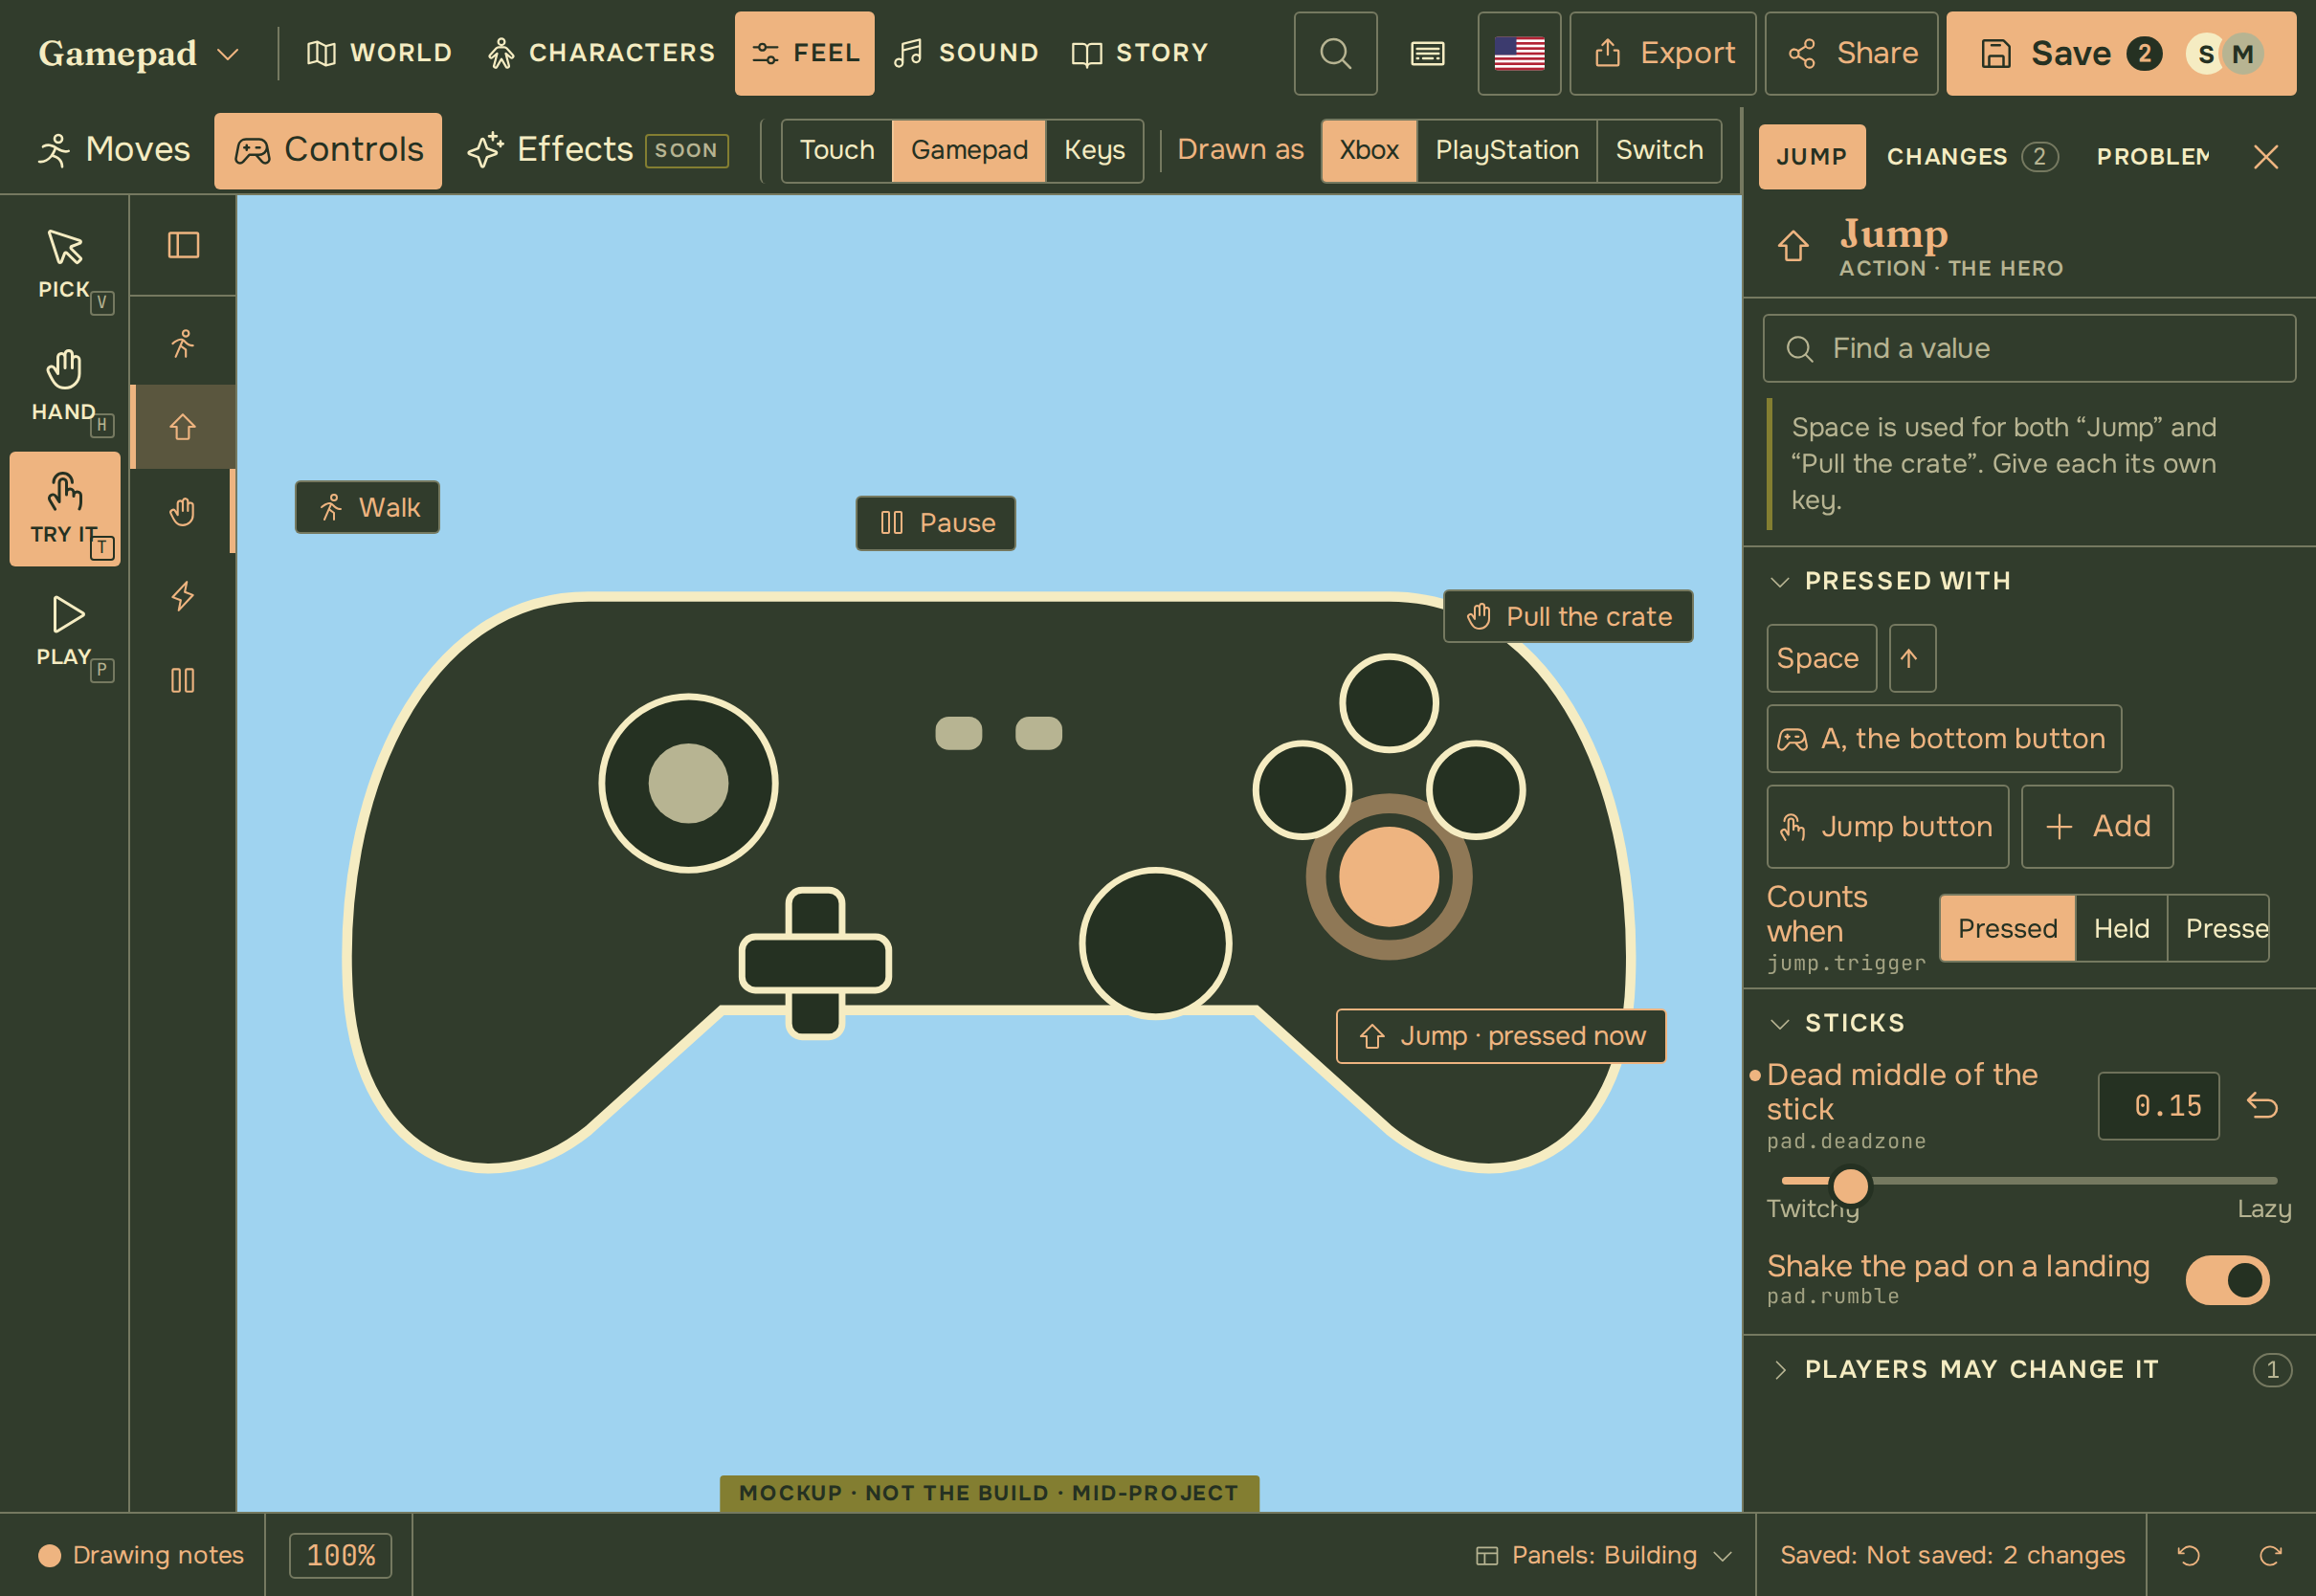 Gamepad
WORLD
CHARACTERS
FEEL
SOUND
STORY
Export
Share
Save 2 S M
Moves
Controls
Effects SOON
Touch
Gamepad
Keys
Drawn as
Xbox
PlayStation
Switch
JUMP
CHANGES 2
PROBLEM
PICK V
HAND H
TRY IT T
PLAY P
Walk
Pause
Pull the crate
Jump · pressed now
MOCKUP · NOT THE BUILD · MID-PROJECT
Jump
ACTION · THE HERO
Find a value
Space is used for both “Jump” and
“Pull the crate”. Give each its own
key.
PRESSED WITH
Space
A, the bottom button
Jump button
Add
Counts
when
jump.trigger
Pressed
Held
Presse
STICKS
Dead middle of the
stick
pad.deadzone
0.15
Twitchy
Lazy
Shake the pad on a landing
pad.rumble
PLAYERS MAY CHANGE IT 1
Drawing notes
100%
Panels: Building
Saved: Not saved: 2 changes